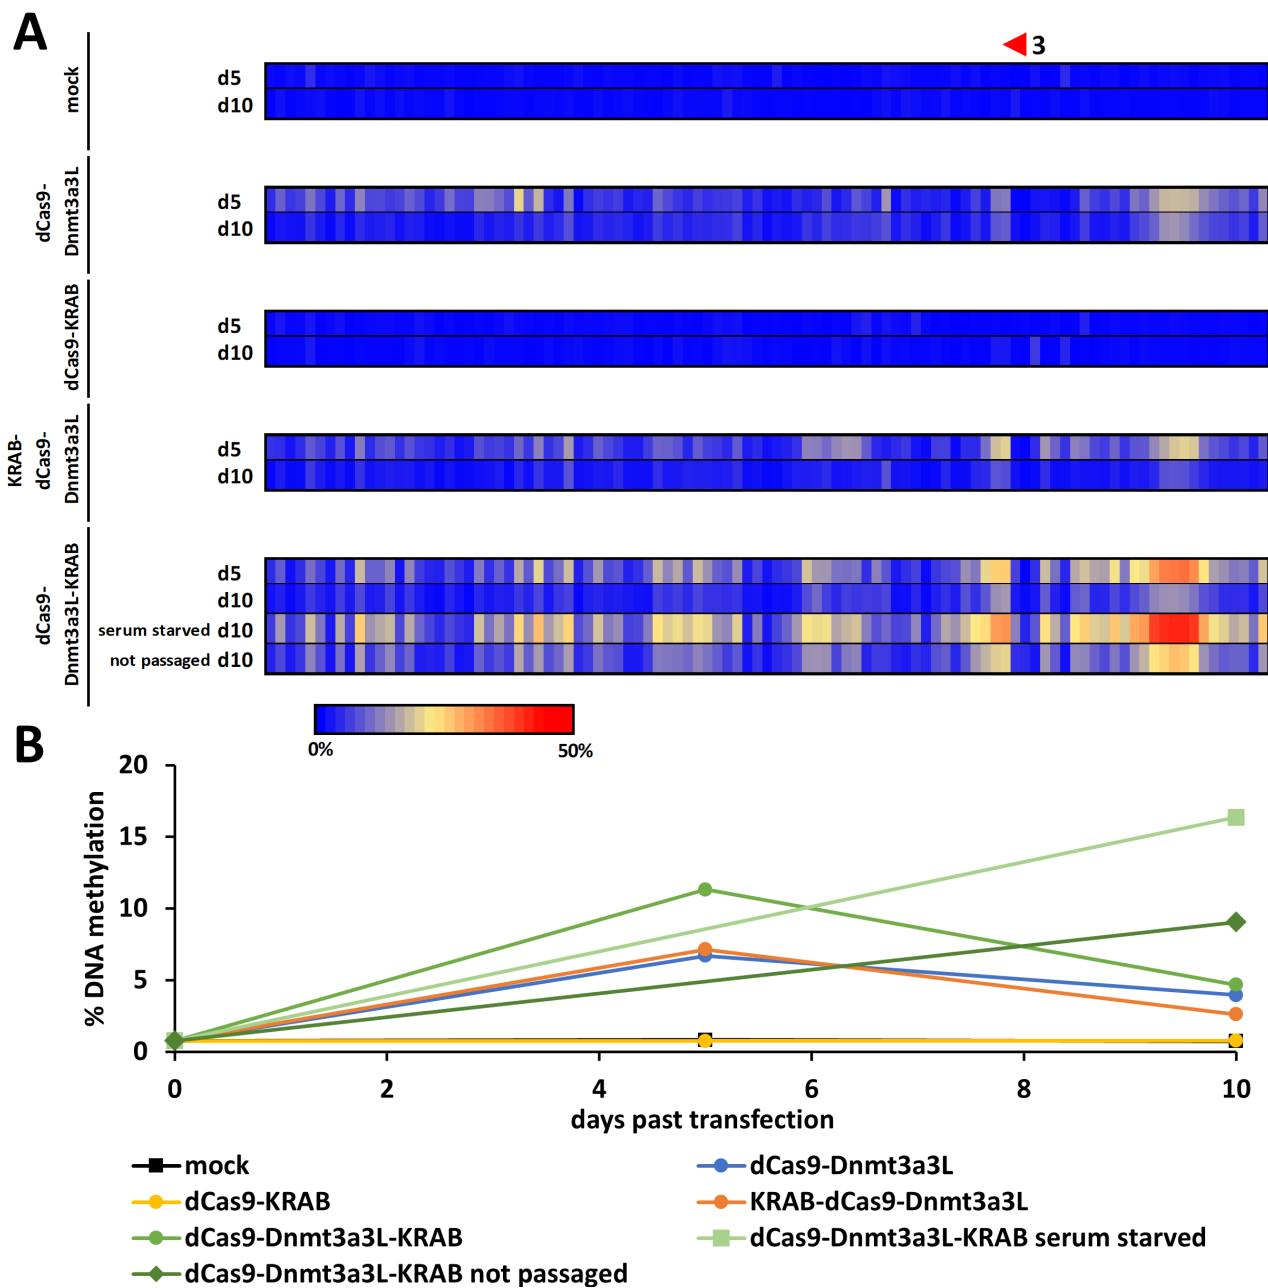 A
3
mock
d5
d10
dCas9-
Dnmt3a3L
d5
d10
dCas9-KRAB
d5
d10
KRAB-
dCas9-
Dnmt3a3L
d5
d10
dCas9-
Dnmt3a3L-KRAB
d5
d10
serum starved d10
not passaged d10
0% 50%
B
% DNA methylation
20
15
10
5
0
0 2 4 6 8 10
days past transfection
mock
dCas9-Dnmt3a3L
dCas9-KRAB
KRAB-dCas9-Dnmt3a3L
dCas9-Dnmt3a3L-KRAB
dCas9-Dnmt3a3L-KRAB serum starved
dCas9-Dnmt3a3L-KRAB not passaged